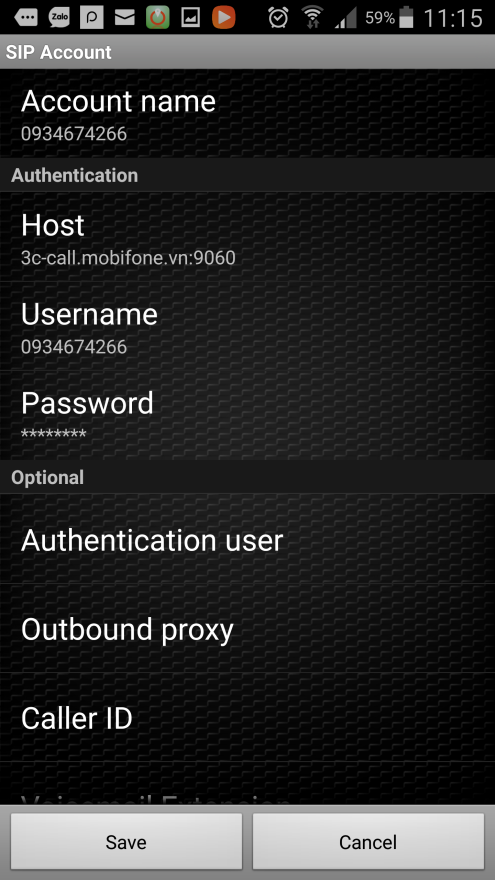 Zalo 59% 11:15
SIP Account
Account name
0934674266
Authentication
Host
3c-call.mobifone.vn:9060
Username
0934674266
Password
********
Optional
Authentication user
Outbound proxy
Caller ID
Voicemail Extension
Save Cancel